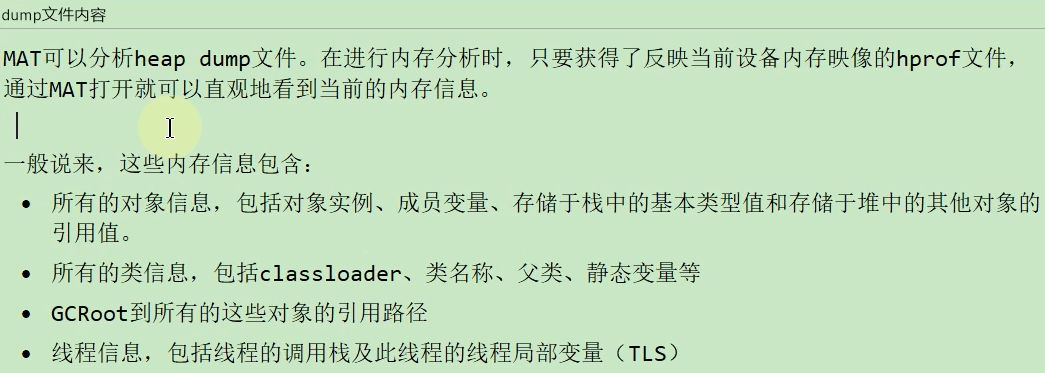 dump文件内容
MAT可以分析heap dump文件。在进行内存分析时，只要获得了反映当前设备内存映像的hprof文件，
通过MAT打开就可以直观地看到当前的内存信息。
一般说来，这些内存信息包含：
• 所有的对象信息，包括对象实例、成员变量、存储于栈中的基本类型值和存储于堆中的其他对象的
引用值。
• 所有的类信息，包括classloader、类名称、父类、静态变量等
• GCRoot到所有的这些对象的引用路径
• 线程信息，包括线程的调用栈及此线程的线程局部变量（TLS）